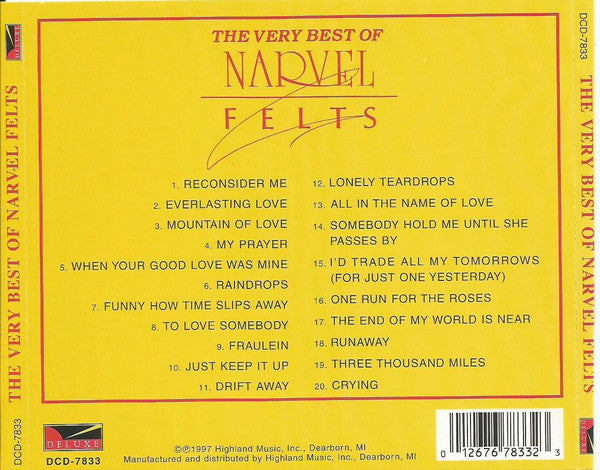 THE VERY BEST OF
NARVEL
FELTS
1. RECONSIDER ME
2. EVERLASTING LOVE
3. MOUNTAIN OF LOVE
4. MY PRAYER
5. WHEN YOUR GOOD LOVE WAS MINE
6. RAINDROPS
7. FUNNY HOW TIME SLIPS AWAY
8. TO LOVE SOMEBODY
9. FRAULEIN
10. JUST KEEP IT UP
11. DRIFT AWAY
12. LONELY TEARDROPS
13. ALL IN THE NAME OF LOVE
14. SOMEBODY HOLD ME UNTIL SHE
PASSES BY
15. I'D TRADE ALL MY TOMORROWS
(FOR JUST ONE YESTERDAY)
16. ONE RUN FOR THE ROSES
17. THE END OF MY WORLD IS NEAR
18. RUNAWAY
19. THREE THOUSAND MILES
20. CRYING
©℗1997 Highland Music, Inc., Dearborn, MI
Manufactured and distributed by Highland Music, Inc., Dearborn, MI
0 12676 78332 3
DELUXE
THE VERY BEST OF NARVEL FELTS
DCD-7833
DELUXE
DCD-7833
DCD-7833
THE VERY BEST OF NARVEL FELTS
DELUXE